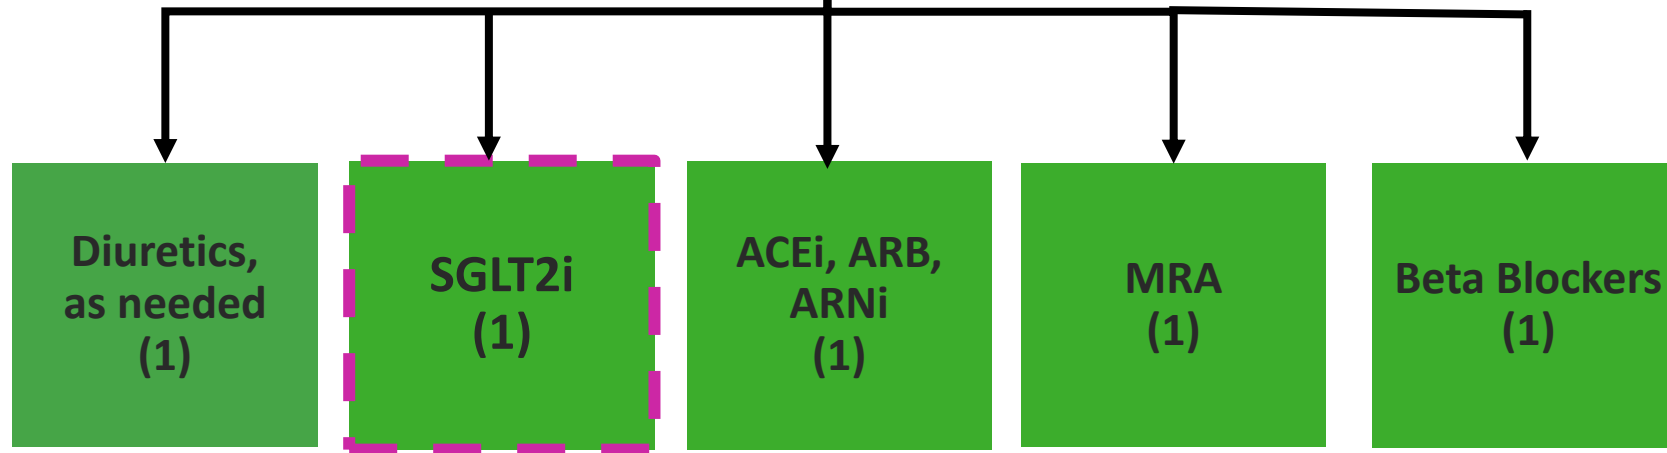 Diuretics,
as needed
(1)
SGLT2i
(1)
ACEi, ARB,
ARNi
(1)
MRA
(1)
Beta Blockers
(1)